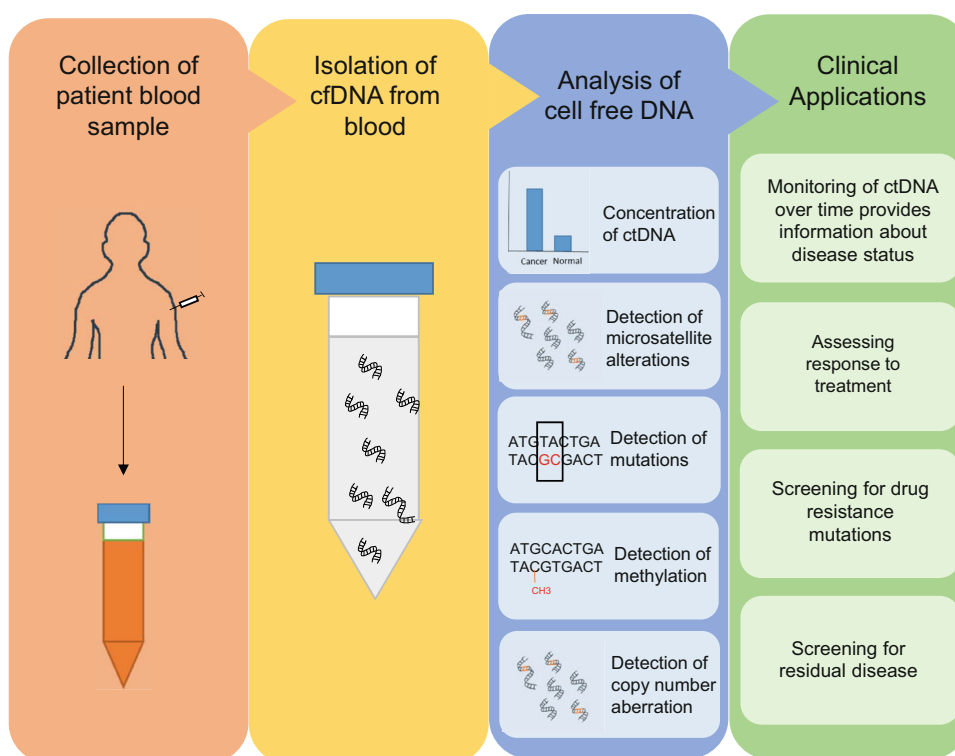 Collection of
patient blood
sample
Isolation of
cfDNA from
blood
Analysis of
cell free DNA
Cancer Normal
Concentration
of ctDNA
Detection of
microsatellite
alterations
ATGTACTGA
TACGCGACT
Detection of
mutations
ATGCACTGA
TACGTGACT
CH3
Detection of
methylation
Detection of
copy number
aberration
Clinical
Applications
Monitoring of ctDNA
over time provides
information about
disease status
Assessing
response to
treatment
Screening for drug
resistance
mutations
Screening for
residual disease